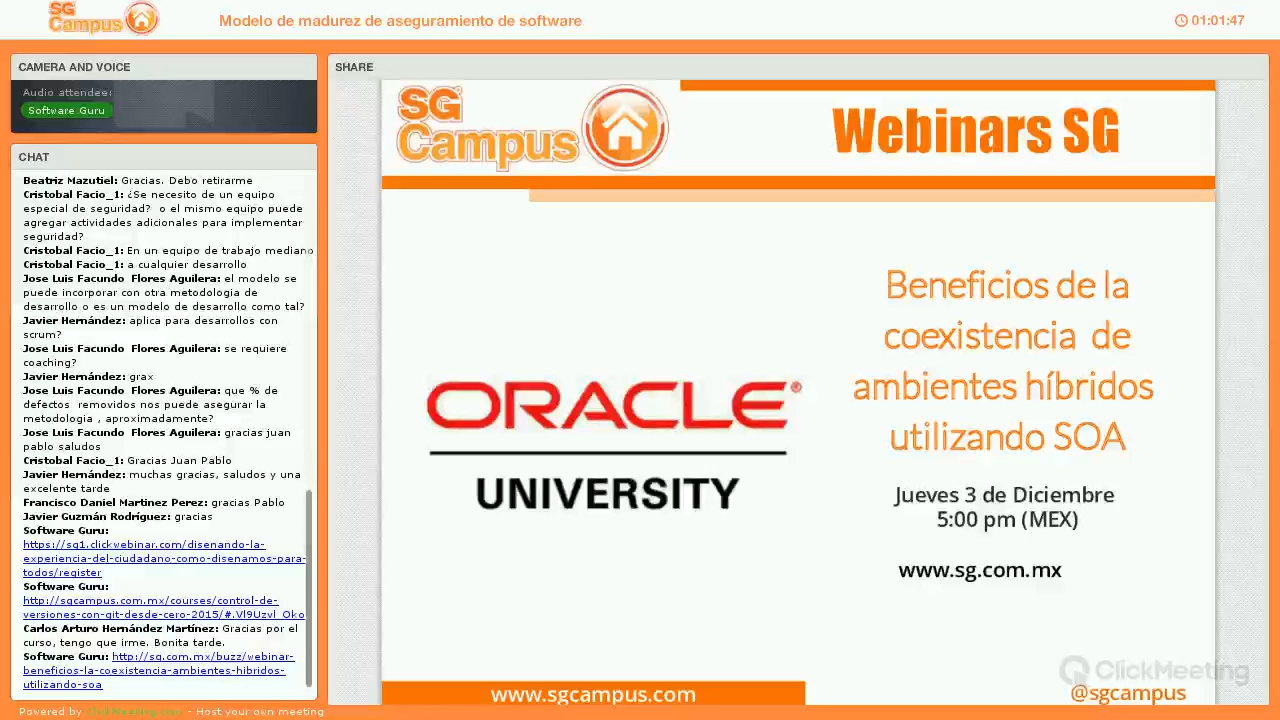 SG
Campus
Modelo de madurez de aseguramiento de software
01:01:47
CAMERA AND VOICE
Audio attendee:
Software Guru
CHAT
Beatriz Mazutiel: Gracias. Debo retirarme
Cristobal Facio_1: ¿Se necesito de un equipo
especial de seguridad? o el mismo equipo puede
agregar actividades adicionales para implementar
seguridad?
Cristobal Facio_1: En un equipo de trabajo mediano
Cristobal Facio_1: a cualquier desarrollo
Jose Luis Facundo Flores Aguilera: el modelo se
puede incorporar con otra metodologia de
desarrollo o es un modelo de desarrollo como tal?
Javier Hernández: aplica para desarrollos con
scrum?
Jose Luis Facundo Flores Aguilera: se requiere
coaching?
Javier Hernández: grax
Jose Luis Facundo Flores Aguilera: que % de
defectos removidos nos puede asegurar la
metodologia , aproximadamente?
Jose Luis Facundo Flores Aguilera: gracias juan
pablo saludos
Cristobal Facio_1: Gracias Juan Pablo
Javier Hernández: muchas gracias, saludos y una
excelente tarde
Francisco Daniel Martinez Perez: gracias Pablo
Javier Guzmán Rodríguez: gracias
Software Guru:
https://sg1.clickwebinar.com/disenando-la-
experiencia-del-ciudadano-como-disenamos-para-
todos/register
Software Guru:
http://sgcampus.com.mx/courses/control-de-
versiones-con-git-desde-cero-2015/#.Vl9Uzvl_Oko
Carlos Arturo Hernández Martínez: Gracias por el
curso, tengo que irme. Bonita tarde.
Software Guru: http://sg.com.mx/buzz/webinar-
beneficios-la-coexistencia-ambientes-hibridos-
utilizando-soa
Powered by ClickMeeting.com - Host your own meeting
SHARE
SG
Campus
Webinars SG
ORACLE®
UNIVERSITY
Beneficios de la
coexistencia de
ambientes híbridos
utilizando SOA
Jueves 3 de Diciembre
5:00 pm (MEX)
www.sg.com.mx
www.sgcampus.com
ClickMeeting
@sgcampus